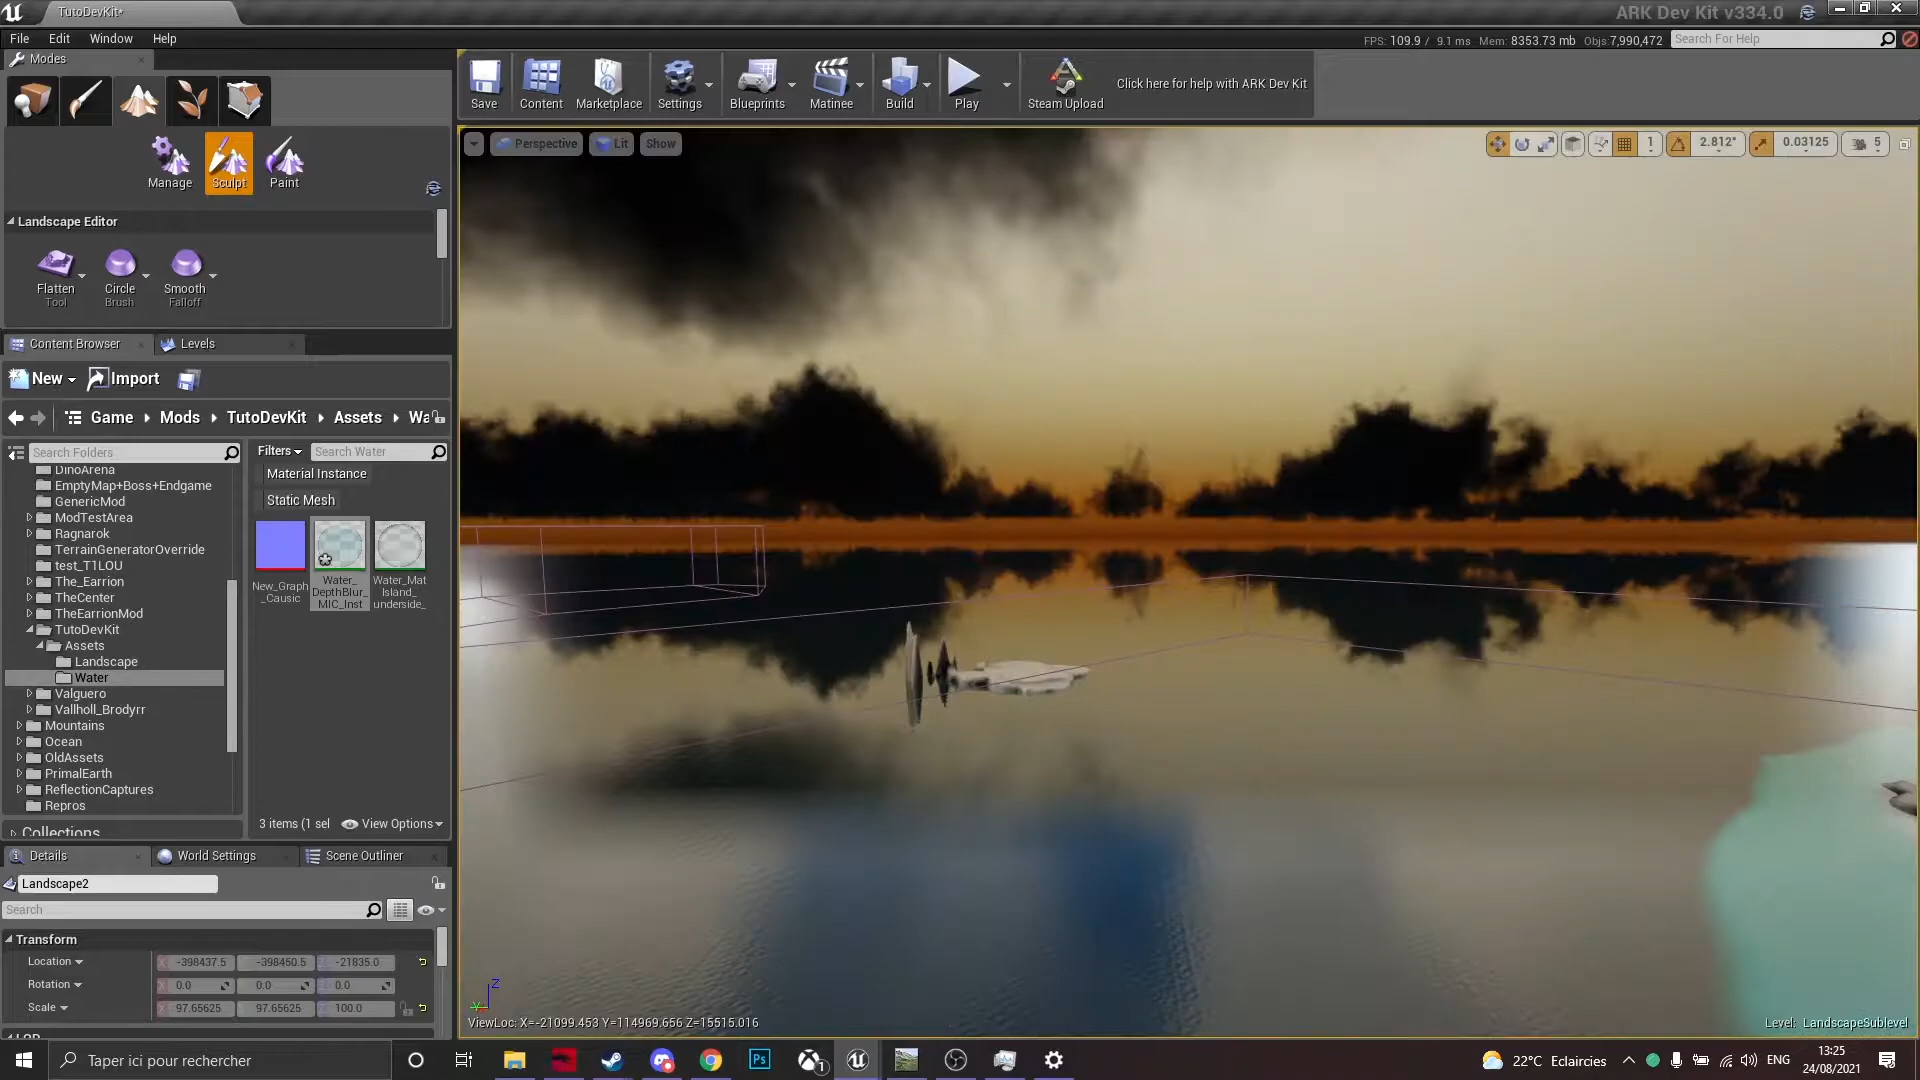 TutoDevKit*
ARK Dev Kit v334.0
File Edit Window Help
FPS: 109.9 / 9.1 ms Mem: 8353.73 mb Objs:7,990,472
Search For Help
Modes
Save Content Marketplace Settings Blueprints Matinee Build Play Steam Upload
Click here for help with ARK Dev Kit
Manage Sculpt Paint
Perspective Lit Show
1 2.812° 0.03125 5
Landscape Editor
Flatten Circle Smooth
Tool Brush Falloff
Content Browser Levels
New Import
Game Mods TutoDevKit Assets Wa
Search Folders
Filters Search Water
DinoArena
EmptyMap+Boss+Endgame
GenericMod
ModTestArea
Ragnarok
TerrainGeneratorOverride
test_T1LOU
The_Earrion
TheCenter
TheEarrionMod
TutoDevKit
Assets
Landscape
Water
Valguero
Vallholl_Brodyrr
Mountains
Ocean
OldAssets
PrimalEarth
ReflectionCaptures
Repros
Collections
Material Instance
Static Mesh
New_Graph
_Causic
Water_
DepthBlur_
MIC_Inst
Water_Mat
Island_
underside_
3 items (1 sel View Options
Details World Settings Scene Outliner
Landscape2
Search
Transform
Location -398437.5 -398450.5 -21835.0
Rotation 0.0 0.0 0.0
Scale 97.65625 97.65625 100.0
LOD
Z
Y
ViewLoc: X=-21099.453 Y=114969.656 Z=15515.016
Level: LandscapeSublevel
Taper ici pour rechercher
Ps
1
22°C Eclaircies
ENG
13:25
24/08/2021